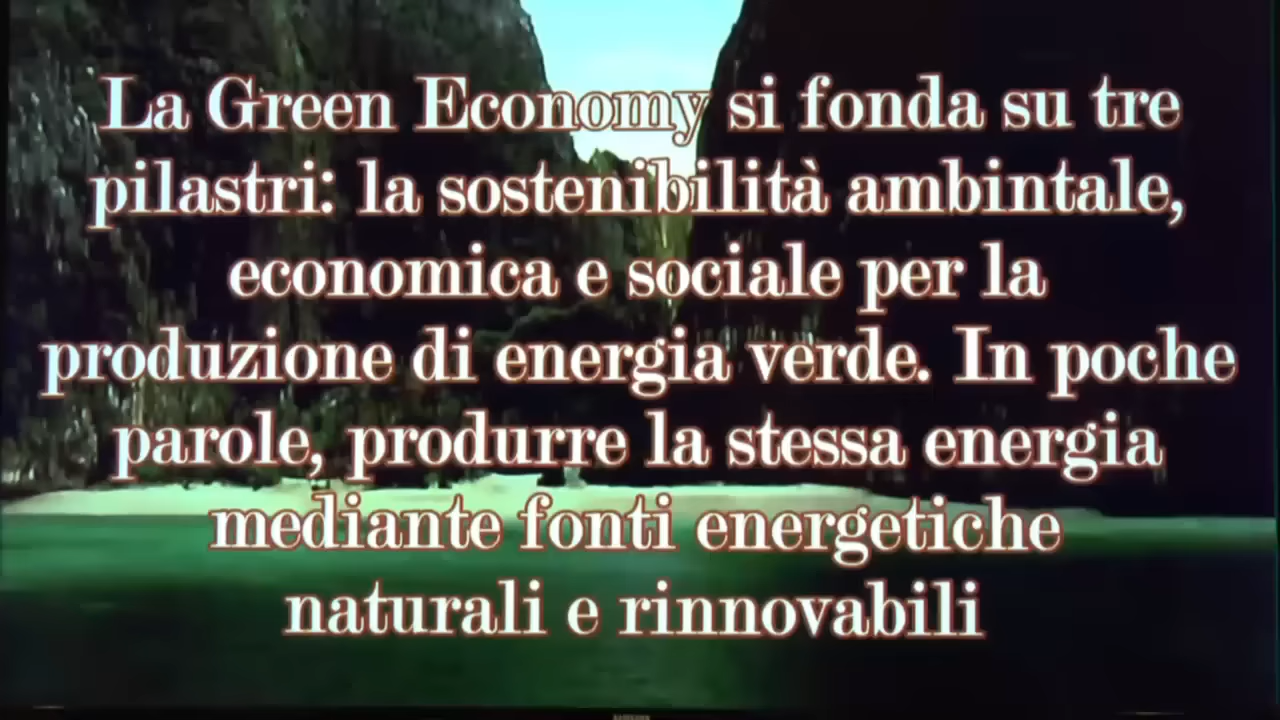 La Green Economy si fonda su tre
pilastri: la sostenibilità ambintale,
economica e sociale per la
produzione di energia verde. In poche
parole, produrre la stessa energia
mediante fonti energetiche
naturali e rinnovabili
SAMSUNG